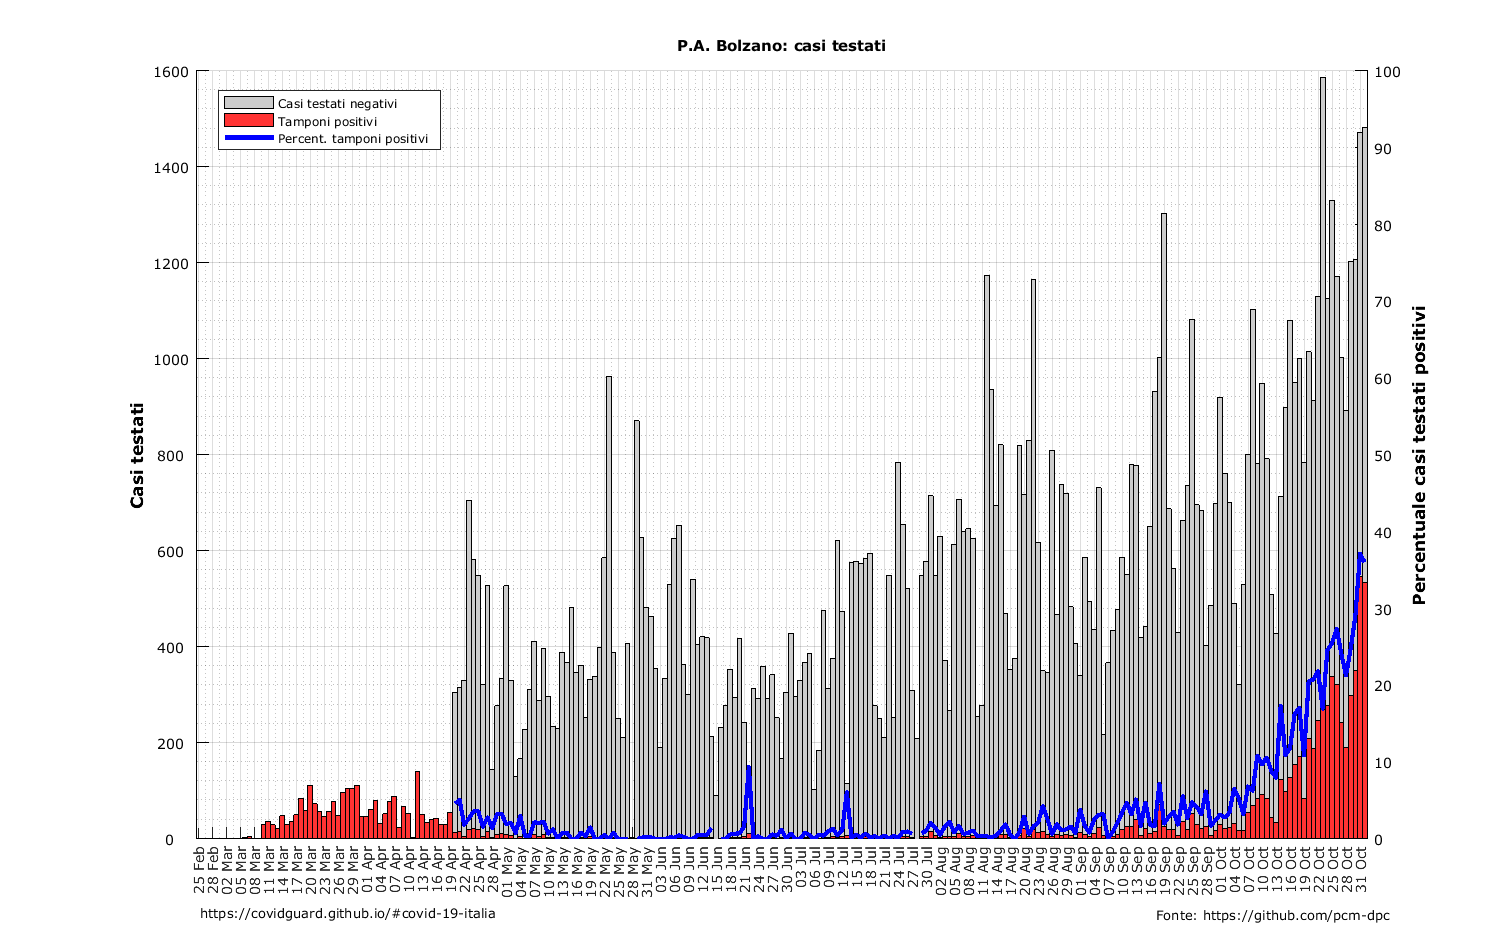 P.A. Bolzano: casi testati
Casi testati negativi
Tamponi positivi
Percent. tamponi positivi
Casi testati
1600
1400
1200
1000
800
600
400
200
0
100
90
80
70
60
50
40
30
20
10
0
Percentuale casi testati positivi
25 Feb
28 Feb
02 Mar
05 Mar
08 Mar
11 Mar
14 Mar
17 Mar
20 Mar
23 Mar
26 Mar
29 Mar
01 Apr
04 Apr
07 Apr
10 Apr
13 Apr
16 Apr
19 Apr
22 Apr
25 Apr
28 Apr
01 May
04 May
07 May
10 May
13 May
16 May
19 May
22 May
25 May
28 May
31 May
03 Jun
06 Jun
09 Jun
12 Jun
15 Jun
18 Jun
21 Jun
24 Jun
27 Jun
30 Jun
03 Jul
06 Jul
09 Jul
12 Jul
15 Jul
18 Jul
21 Jul
24 Jul
27 Jul
30 Jul
02 Aug
05 Aug
08 Aug
11 Aug
14 Aug
17 Aug
20 Aug
23 Aug
26 Aug
29 Aug
01 Sep
04 Sep
07 Sep
10 Sep
13 Sep
16 Sep
19 Sep
22 Sep
25 Sep
28 Sep
01 Oct
04 Oct
07 Oct
10 Oct
13 Oct
16 Oct
19 Oct
22 Oct
25 Oct
28 Oct
31 Oct
https://covidguard.github.io/#covid-19-italia
Fonte: https://github.com/pcm-dpc